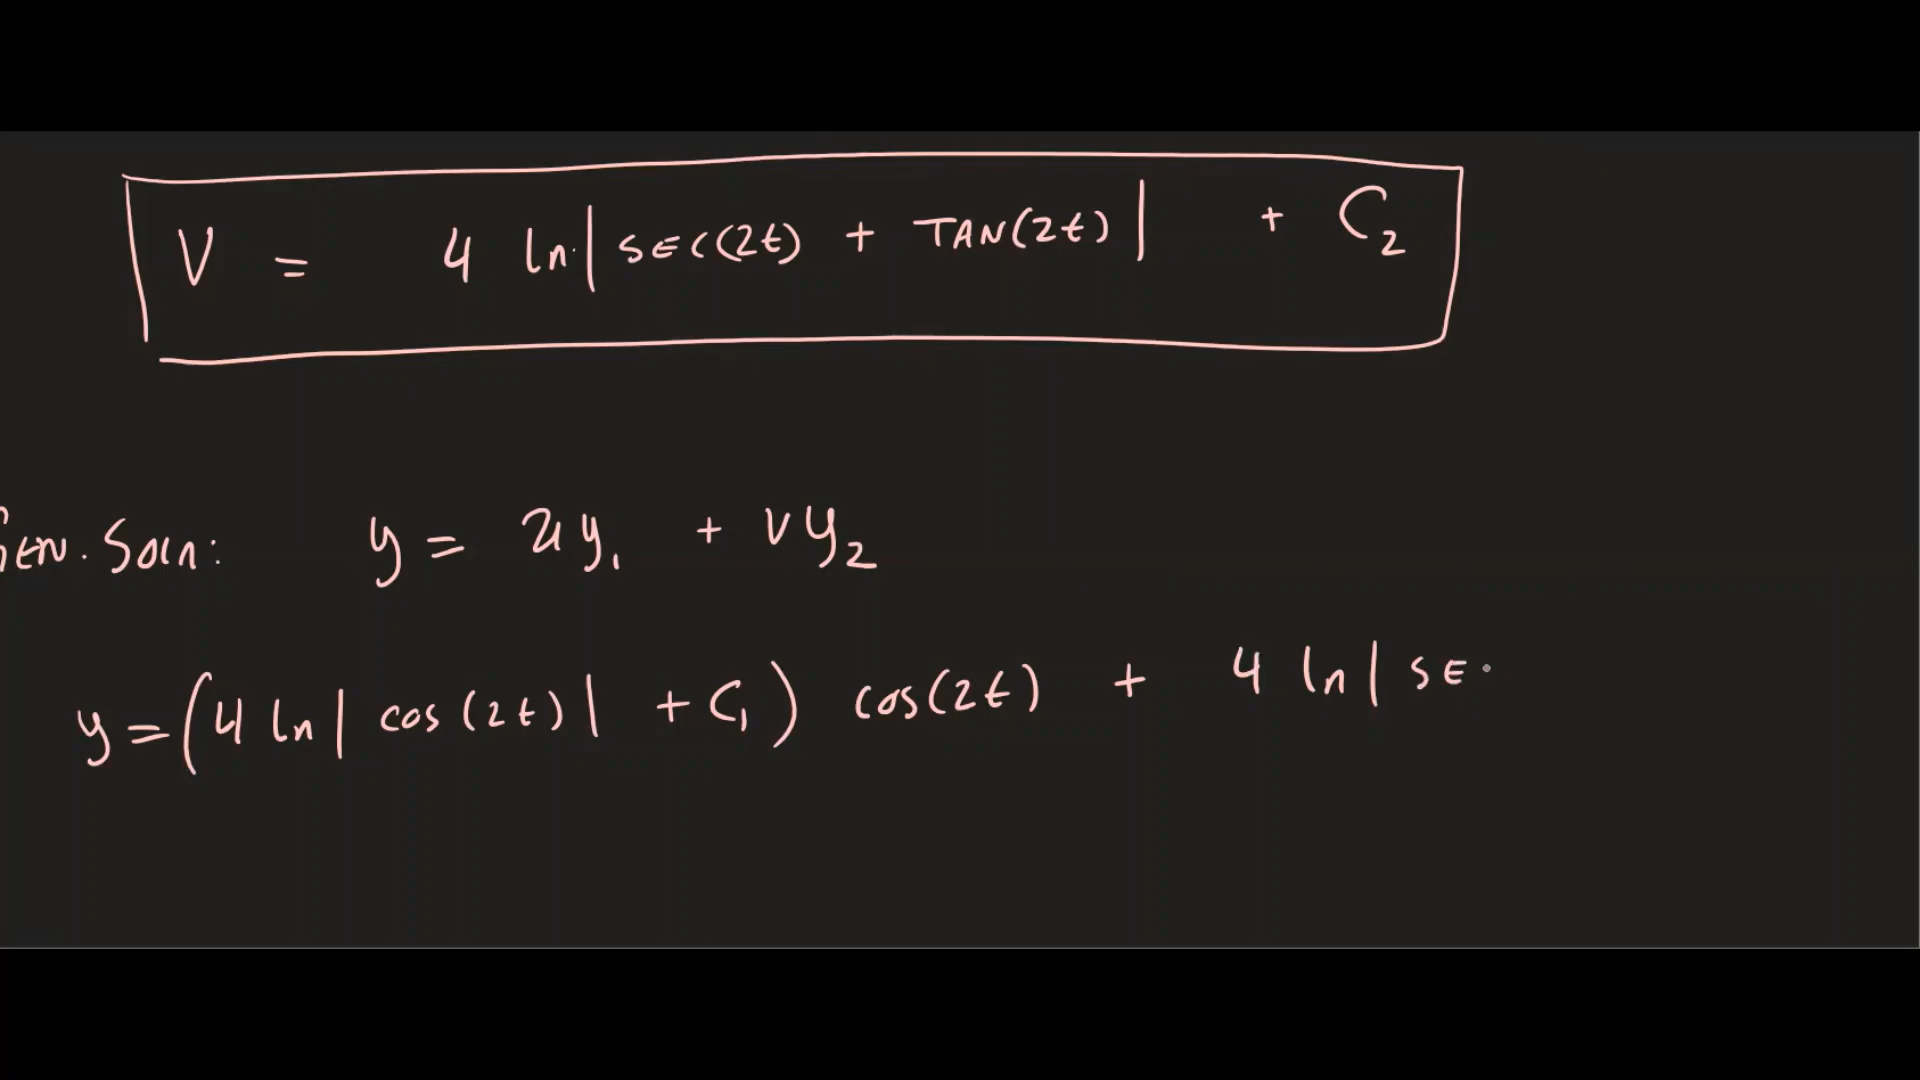 V = 4 ln|SEC(2t) + TAN(2t)| + C₂
Gen. Soln: y = uy₁ + vy₂
y = (4 ln|cos(2t)| + C₁) cos(2t) + 4 ln|SE